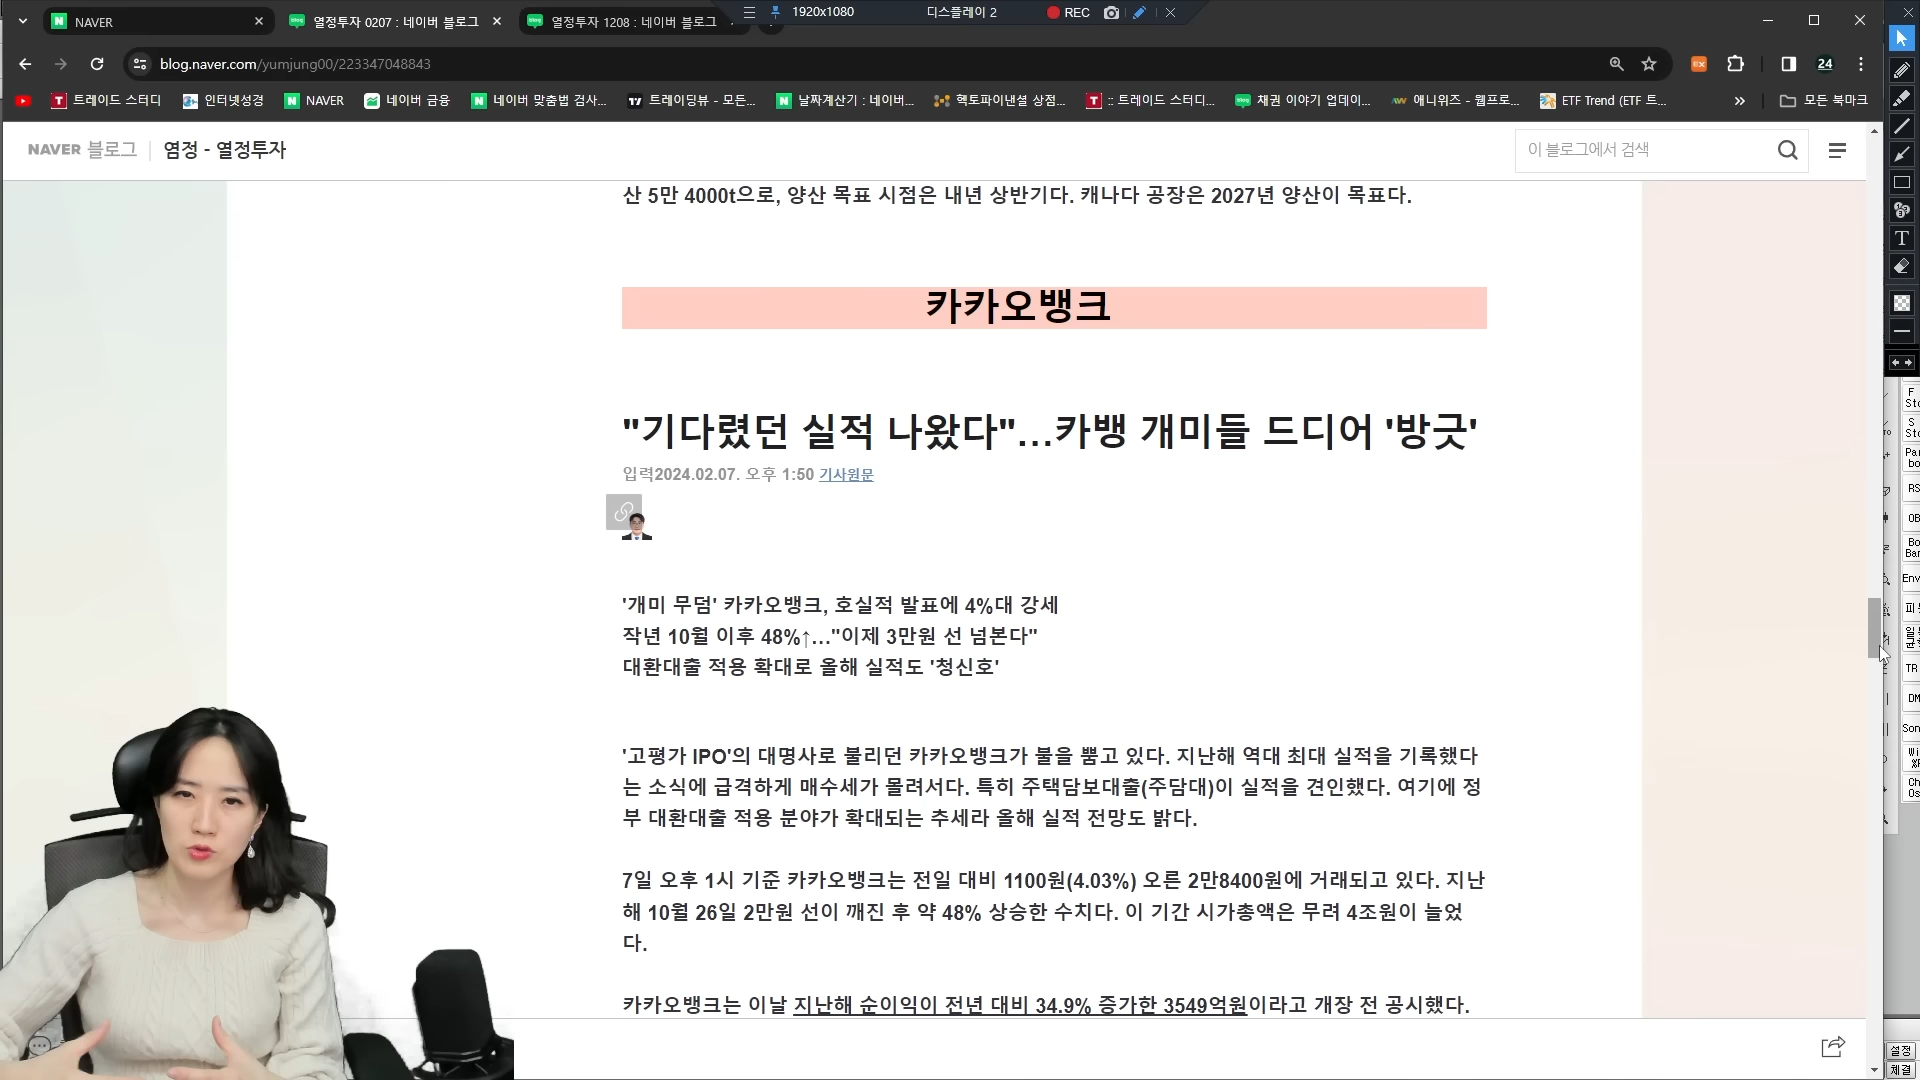 1920x1080 디스플레이 2 REC
NAVER
열정투자 0207 : 네이버 블로그
열정투자 1208 : 네이버 블로그
blog.naver.com/yumjung00/223347048843
24
트레이드 스터디
인터넷성경
NAVER
네이버 금융
네이버 맞춤법 검사...
트레이딩뷰 - 모든...
날짜계산기 : 네이버...
헥토파이낸셜 상점...
:: 트레이드 스터디...
채권 이야기 업데이...
애니위즈 - 웹프로...
ETF Trend (ETF 트...
모든 북마크
NAVER 블로그 염정 - 열정투자
이 블로그에서 검색
산 5만 4000t으로, 양산 목표 시점은 내년 상반기다. 캐나다 공장은 2027년 양산이 목표다.
카카오뱅크
"기다렸던 실적 나왔다"…카뱅 개미들 드디어 '방긋'
입력2024.02.07. 오후 1:50 기사원문
'개미 무덤' 카카오뱅크, 호실적 발표에 4%대 강세
작년 10월 이후 48%↑…"이제 3만원 선 넘본다"
대환대출 적용 확대로 올해 실적도 '청신호'
'고평가 IPO'의 대명사로 불리던 카카오뱅크가 불을 뿜고 있다. 지난해 역대 최대 실적을 기록했다
는 소식에 급격하게 매수세가 몰려서다. 특히 주택담보대출(주담대)이 실적을 견인했다. 여기에 정
부 대환대출 적용 분야가 확대되는 추세라 올해 실적 전망도 밝다.
7일 오후 1시 기준 카카오뱅크는 전일 대비 1100원(4.03%) 오른 2만8400원에 거래되고 있다. 지난
해 10월 26일 2만원 선이 깨진 후 약 48% 상승한 수치다. 이 기간 시가총액은 무려 4조원이 늘었
다.
카카오뱅크는 이날 지난해 순이익이 전년 대비 34.9% 증가한 3549억원이라고 개장 전 공시했다.
설정
체결